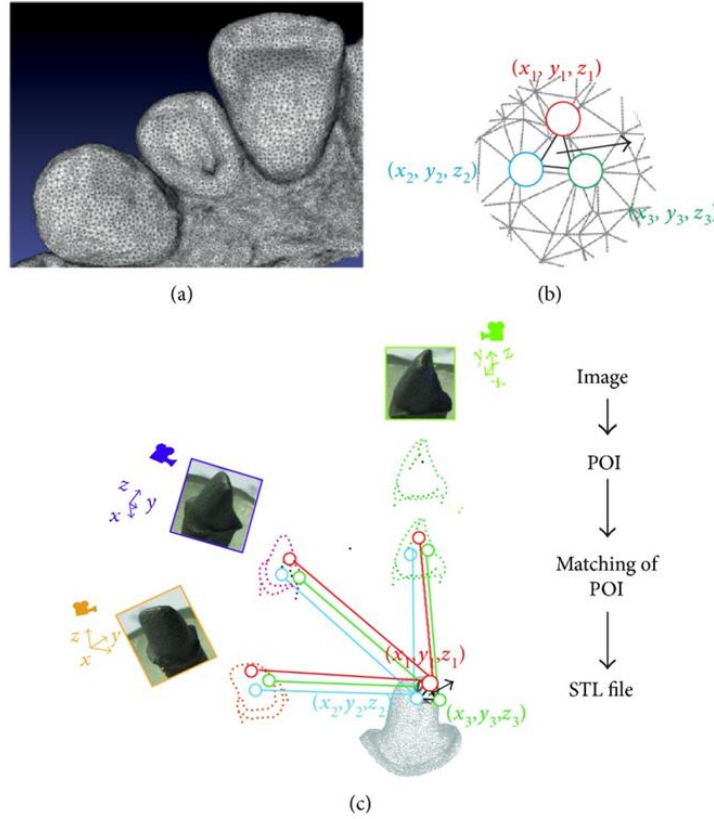 (x₁, y₁, z₁)
(x₂, y₂, z₂)
(x₃, y₃, z₃)
(a)
(b)
y z
Image
z
x y
POI
Matching of
POI
z y
x
(x₁, y₁, z₁)
(x₂, y₂, z₂)
(x₃, y₃, z₃)
STL file
(c)